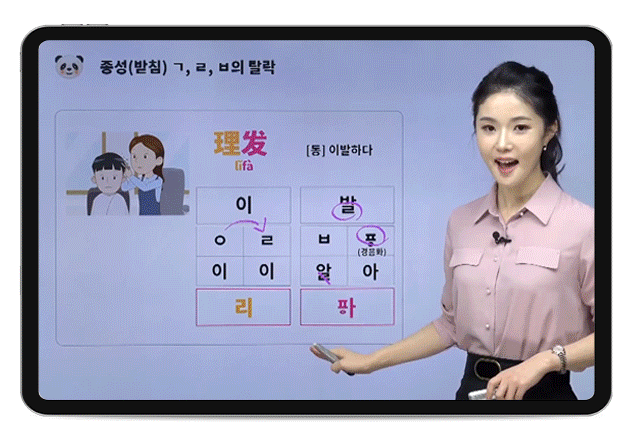 종성(받침) ㄱ, ㄹ, ㅂ의 탈락
理发 [동] 이발하다
lǐfà
이 발
ㅇ ㄹ ㅂ ㅍ
(경음화)
이 이 알 아
리 파